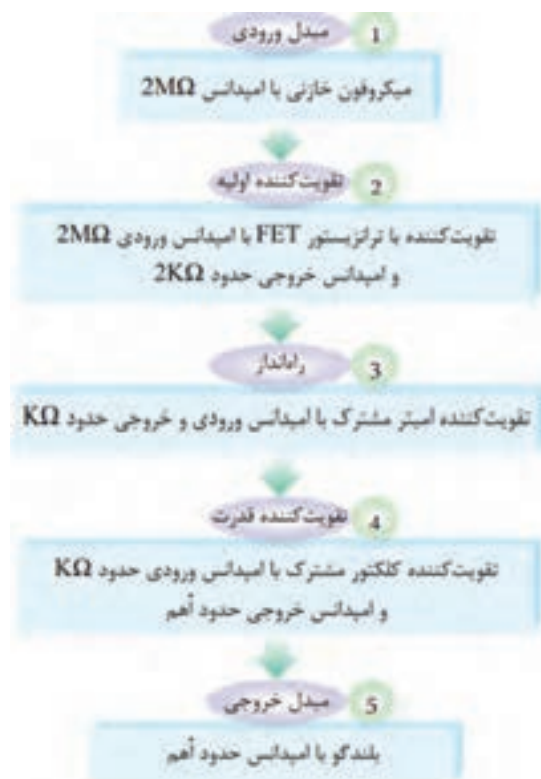 1 مبدل ورودی
میکروفون خازنی با امپدانس 2MΩ
2 تقویت‌کننده اولیه
تقویت‌کننده با ترانزیستور FET با امپدانس ورودی 2MΩ
و امپدانس خروجی حدود 2KΩ
3 راه‌انداز
تقویت‌کننده امیتر مشترک با امپدانس ورودی و خروجی حدود KΩ
4 تقویت‌کننده قدرت
تقویت‌کننده کلکتور مشترک با امپدانس ورودی حدود KΩ
و امپدانس خروجی حدود اُهم
5 مبدل خروجی
بلندگو با امپدانس حدود اُهم